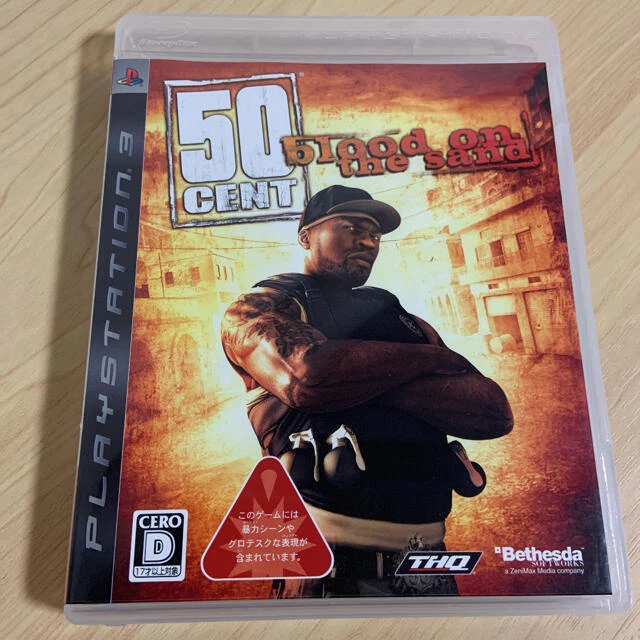 PLAYSTATION 3
50
CENT
blood on
the sand
CERO
D
17才以上対象
このゲームには
暴力シーンや
グロテスクな表現が
含まれています。
THQ
Bethesda
SOFTWORKS
a ZeniMax Media company